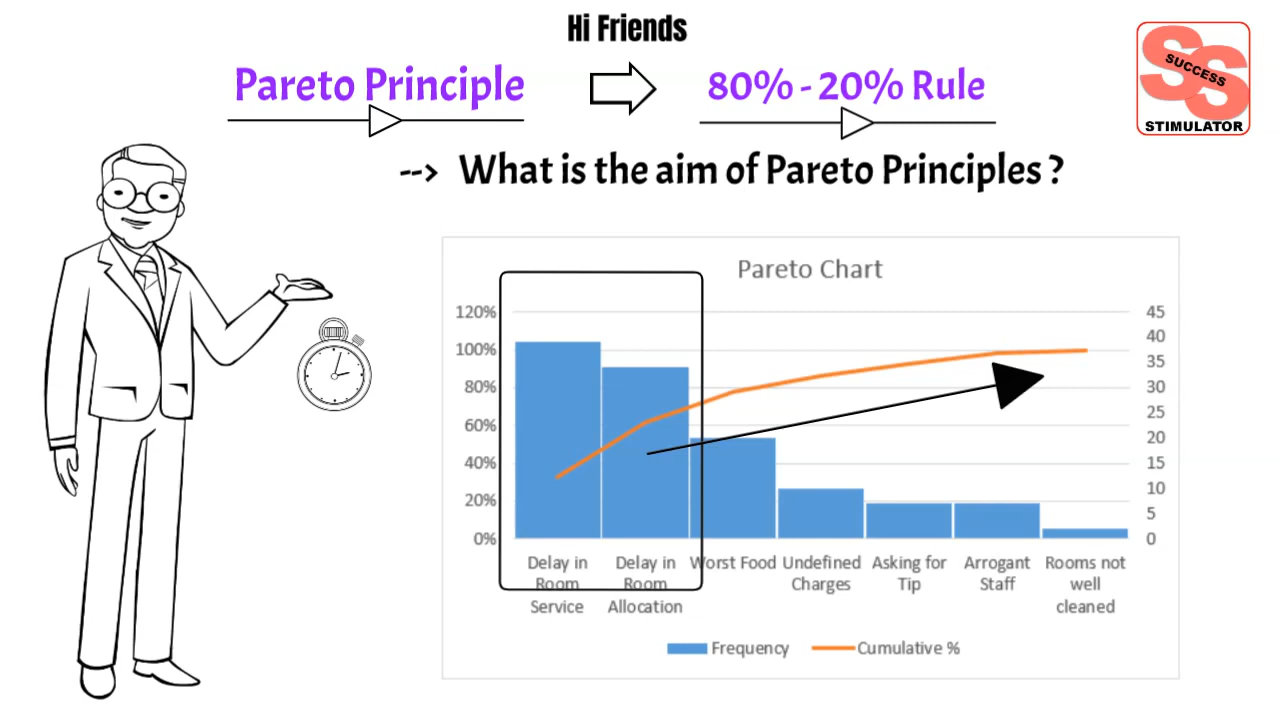 Hi Friends
Pareto Principle
80% - 20% Rule
SS
SUCCESS
STIMULATOR
--> What is the aim of Pareto Principles ?
Pareto Chart
120%
100%
80%
60%
40%
20%
0%
45
40
35
30
25
20
15
10
5
0
Delay in
Room
Service
Delay in
Room
Allocation
Worst Food
Undefined
Charges
Asking for
Tip
Arrogant
Staff
Rooms not
well
cleaned
Frequency
Cumulative %